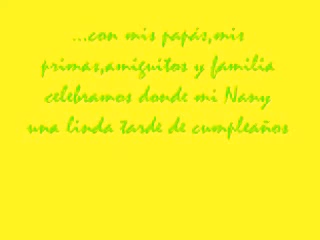 ...con mis papás,mis
primas,amiguitos y familia
celebramos donde mi Nany
una linda tarde de cumpleaños